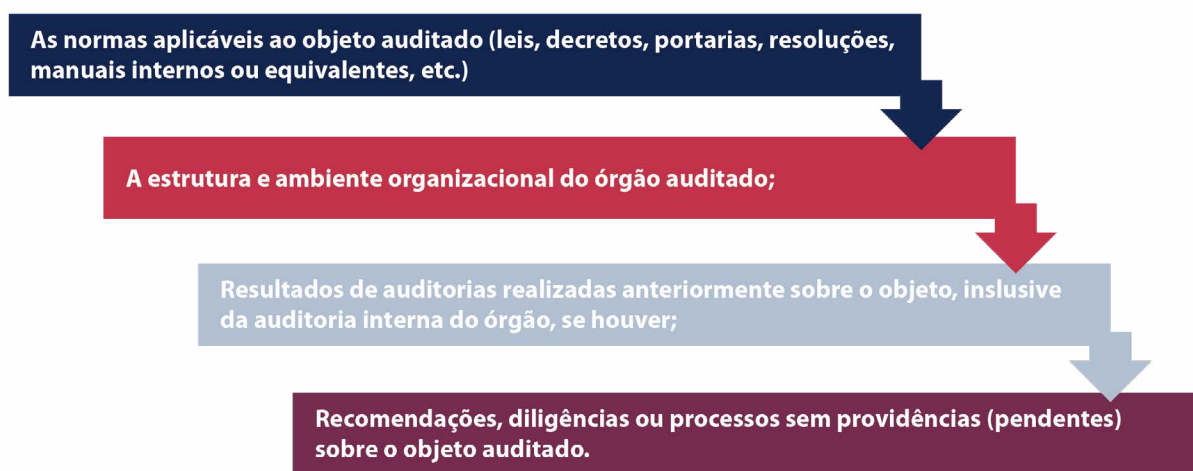 As normas aplicáveis ao objeto auditado (leis, decretos, portarias, resoluções,
manuais internos ou equivalentes, etc.)
A estrutura e ambiente organizacional do órgão auditado;
Resultados de auditorias realizadas anteriormente sobre o objeto, inslusive
da auditoria interna do órgão, se houver;
Recomendações, diligências ou processos sem providências (pendentes)
sobre o objeto auditado.